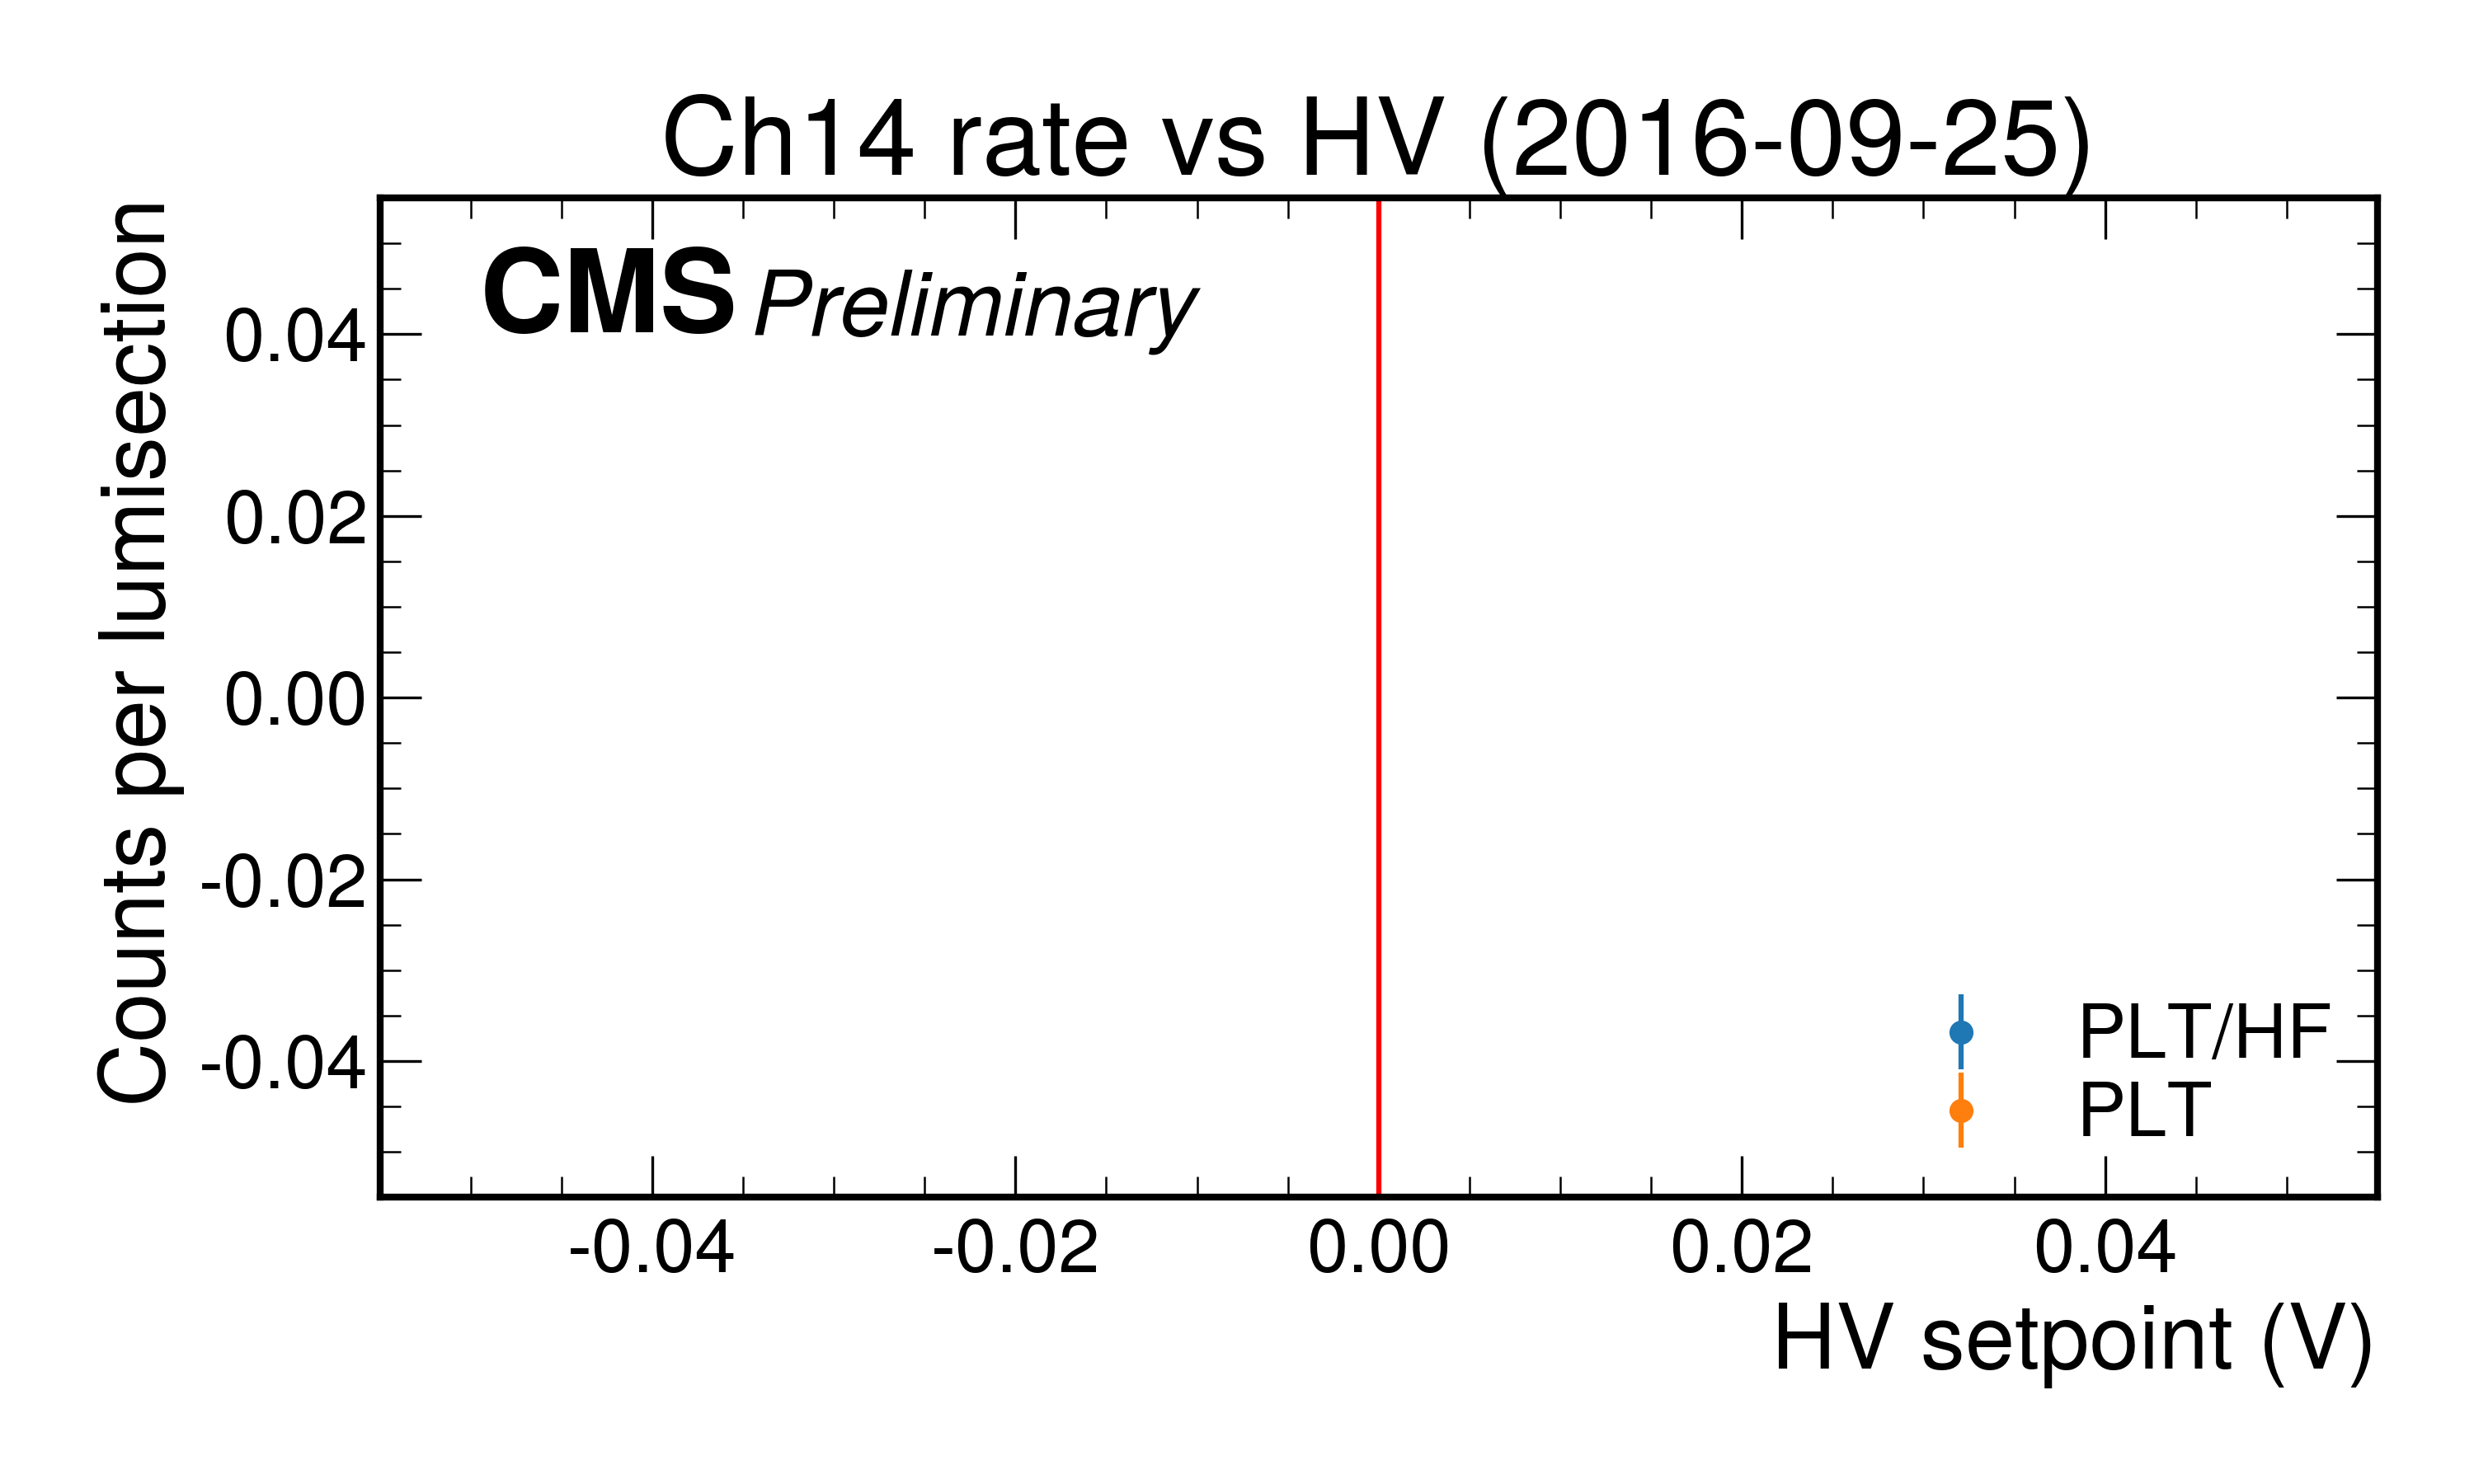 Ch14 rate vs HV (2016-09-25)
CMS Preliminary
Counts per lumisection
0.04
0.02
0.00
-0.02
-0.04
PLT/HF
PLT
-0.04 -0.02 0.00 0.02 0.04
HV setpoint (V)